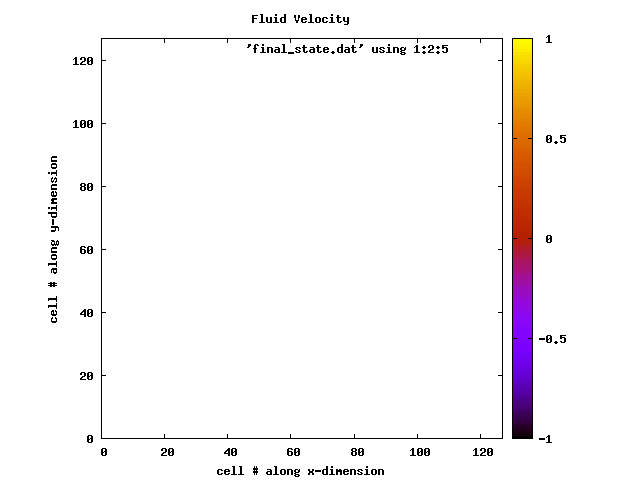 Fluid Velocity
'final_state.dat' using 1:2:5
120
100
80
60
40
20
0
cell # along y-dimension
0 20 40 60 80 100 120
cell # along x-dimension
1
0.5
0
-0.5
-1